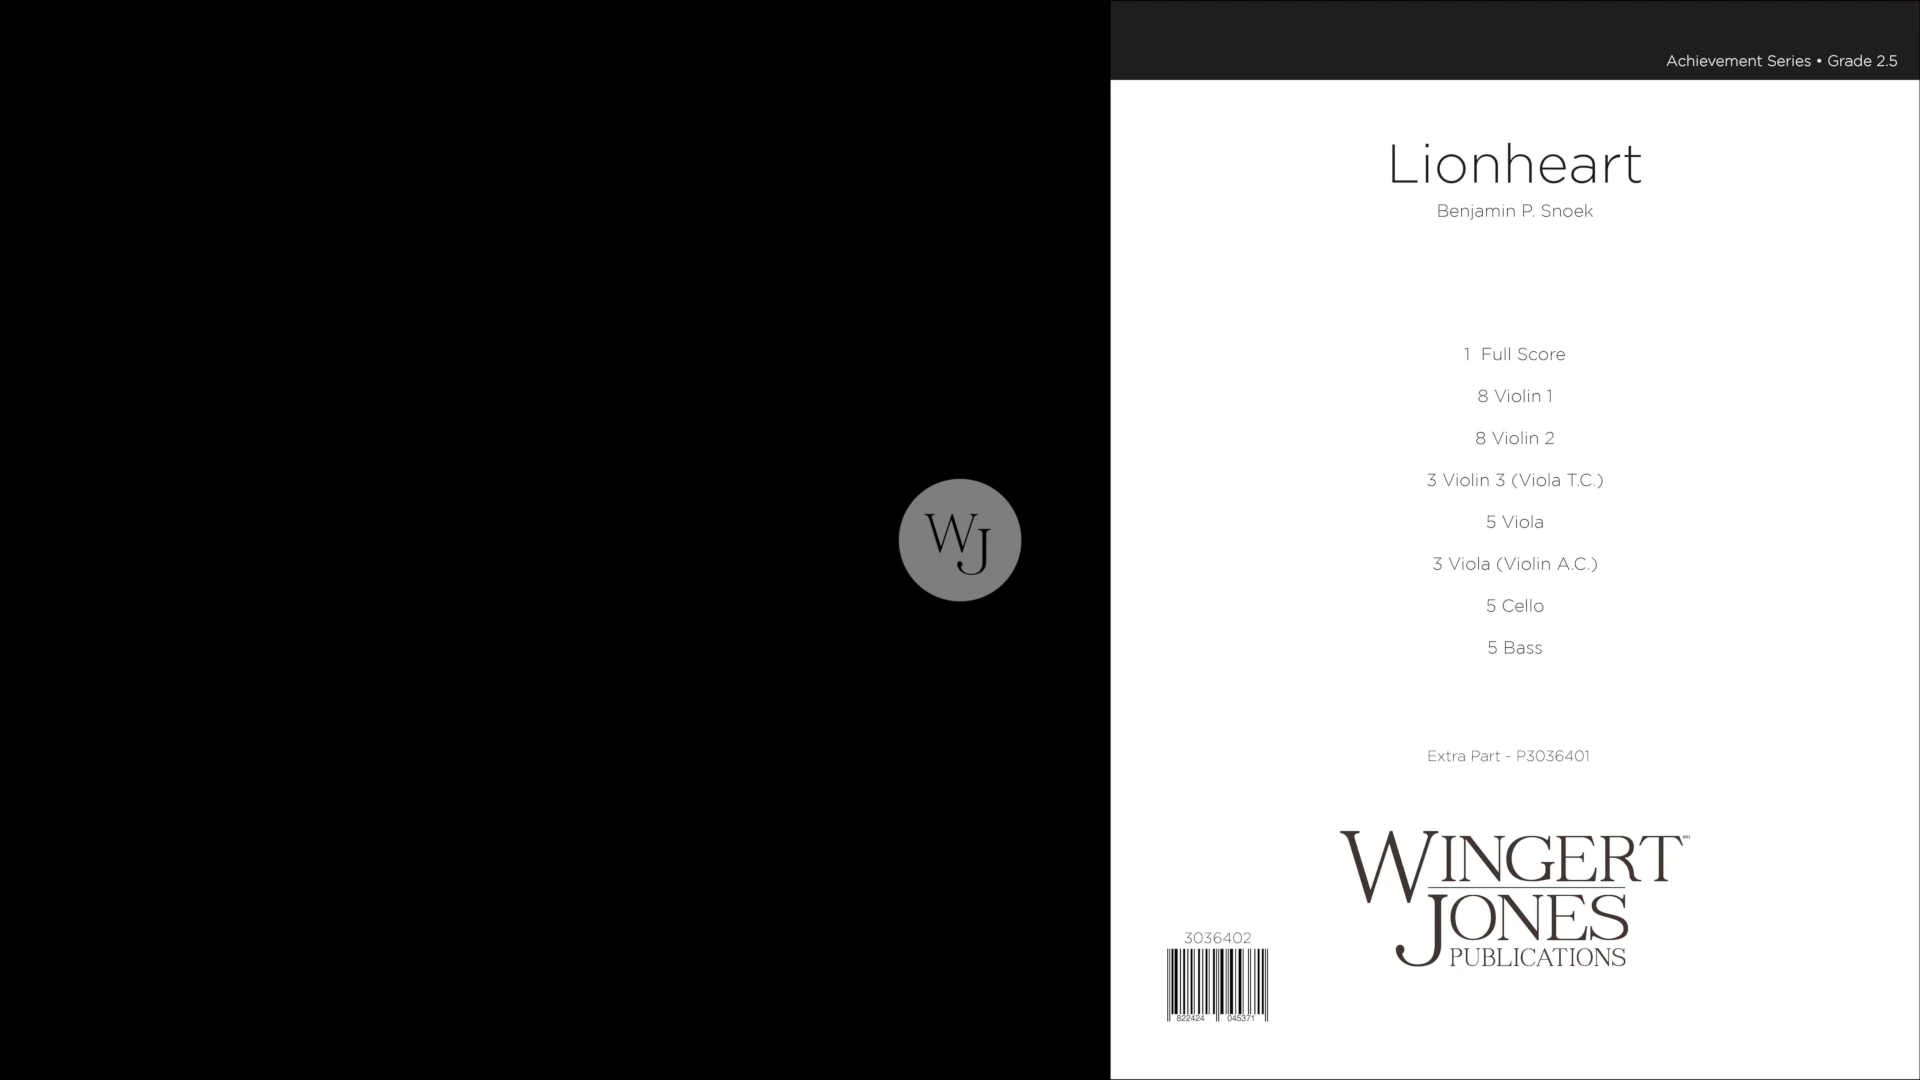 Achievement Series • Grade 2.5
Lionheart
Benjamin P. Snoek
1 Full Score
8 Violin 1
8 Violin 2
3 Violin 3 (Viola T.C.)
5 Viola
3 Viola (Violin A.C.)
5 Cello
5 Bass
WJ
Extra Part - P3036401
WINGERT
JONES
PUBLICATIONS
3036402
822424 045371